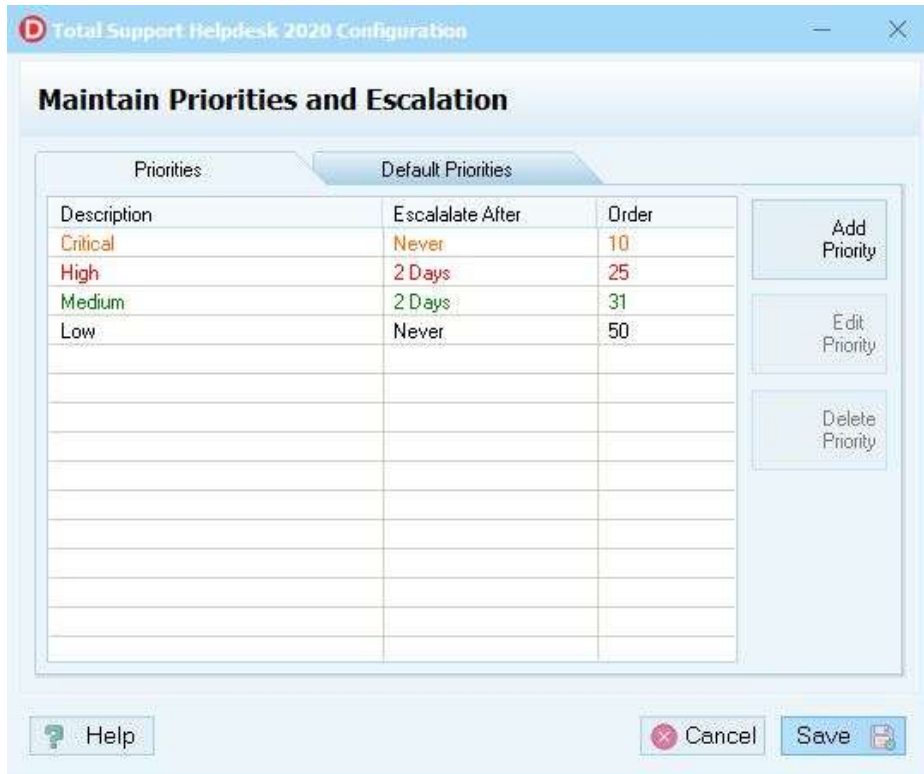 D Total Support Helpdesk 2020 Configuration
Maintain Priorities and Escalation
Priorities Default Priorities
Description Escalalate After Order
Critical Never 10
High 2 Days 25
Medium 2 Days 31
Low Never 50
Add
Priority
Edit
Priority
Delete
Priority
? Help Cancel Save